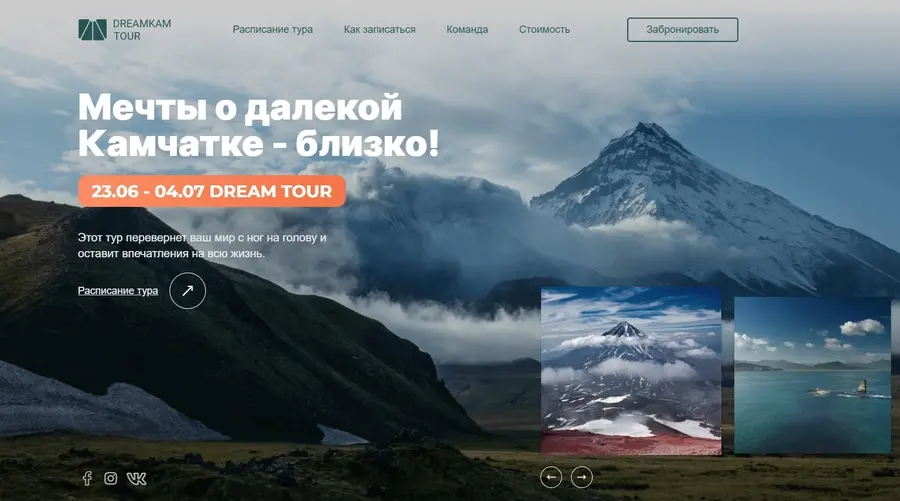 DREAMKAM
TOUR
Расписание тура
Как записаться
Команда
Стоимость
Забронировать
Мечты о далекой
Камчатке - близко!
23.06 - 04.07 DREAM TOUR
Этот тур перевернет ваш мир с ног на голову и
оставит впечатления на всю жизнь.
Расписание тура